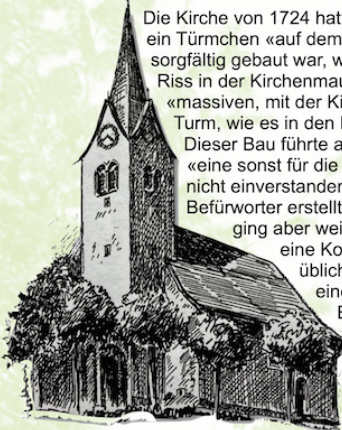 Die Kirche von 1724 hat
ein Türmchen «auf dem
sorgfältig gebaut war, w
Riss in der Kirchenmau
«massiven, mit der Ki
Turm, wie es in den
Dieser Bau führte a
«eine sonst für die
nicht einverstander
Befürworter erstellt
ging aber wei
eine Ko
üblich
ein